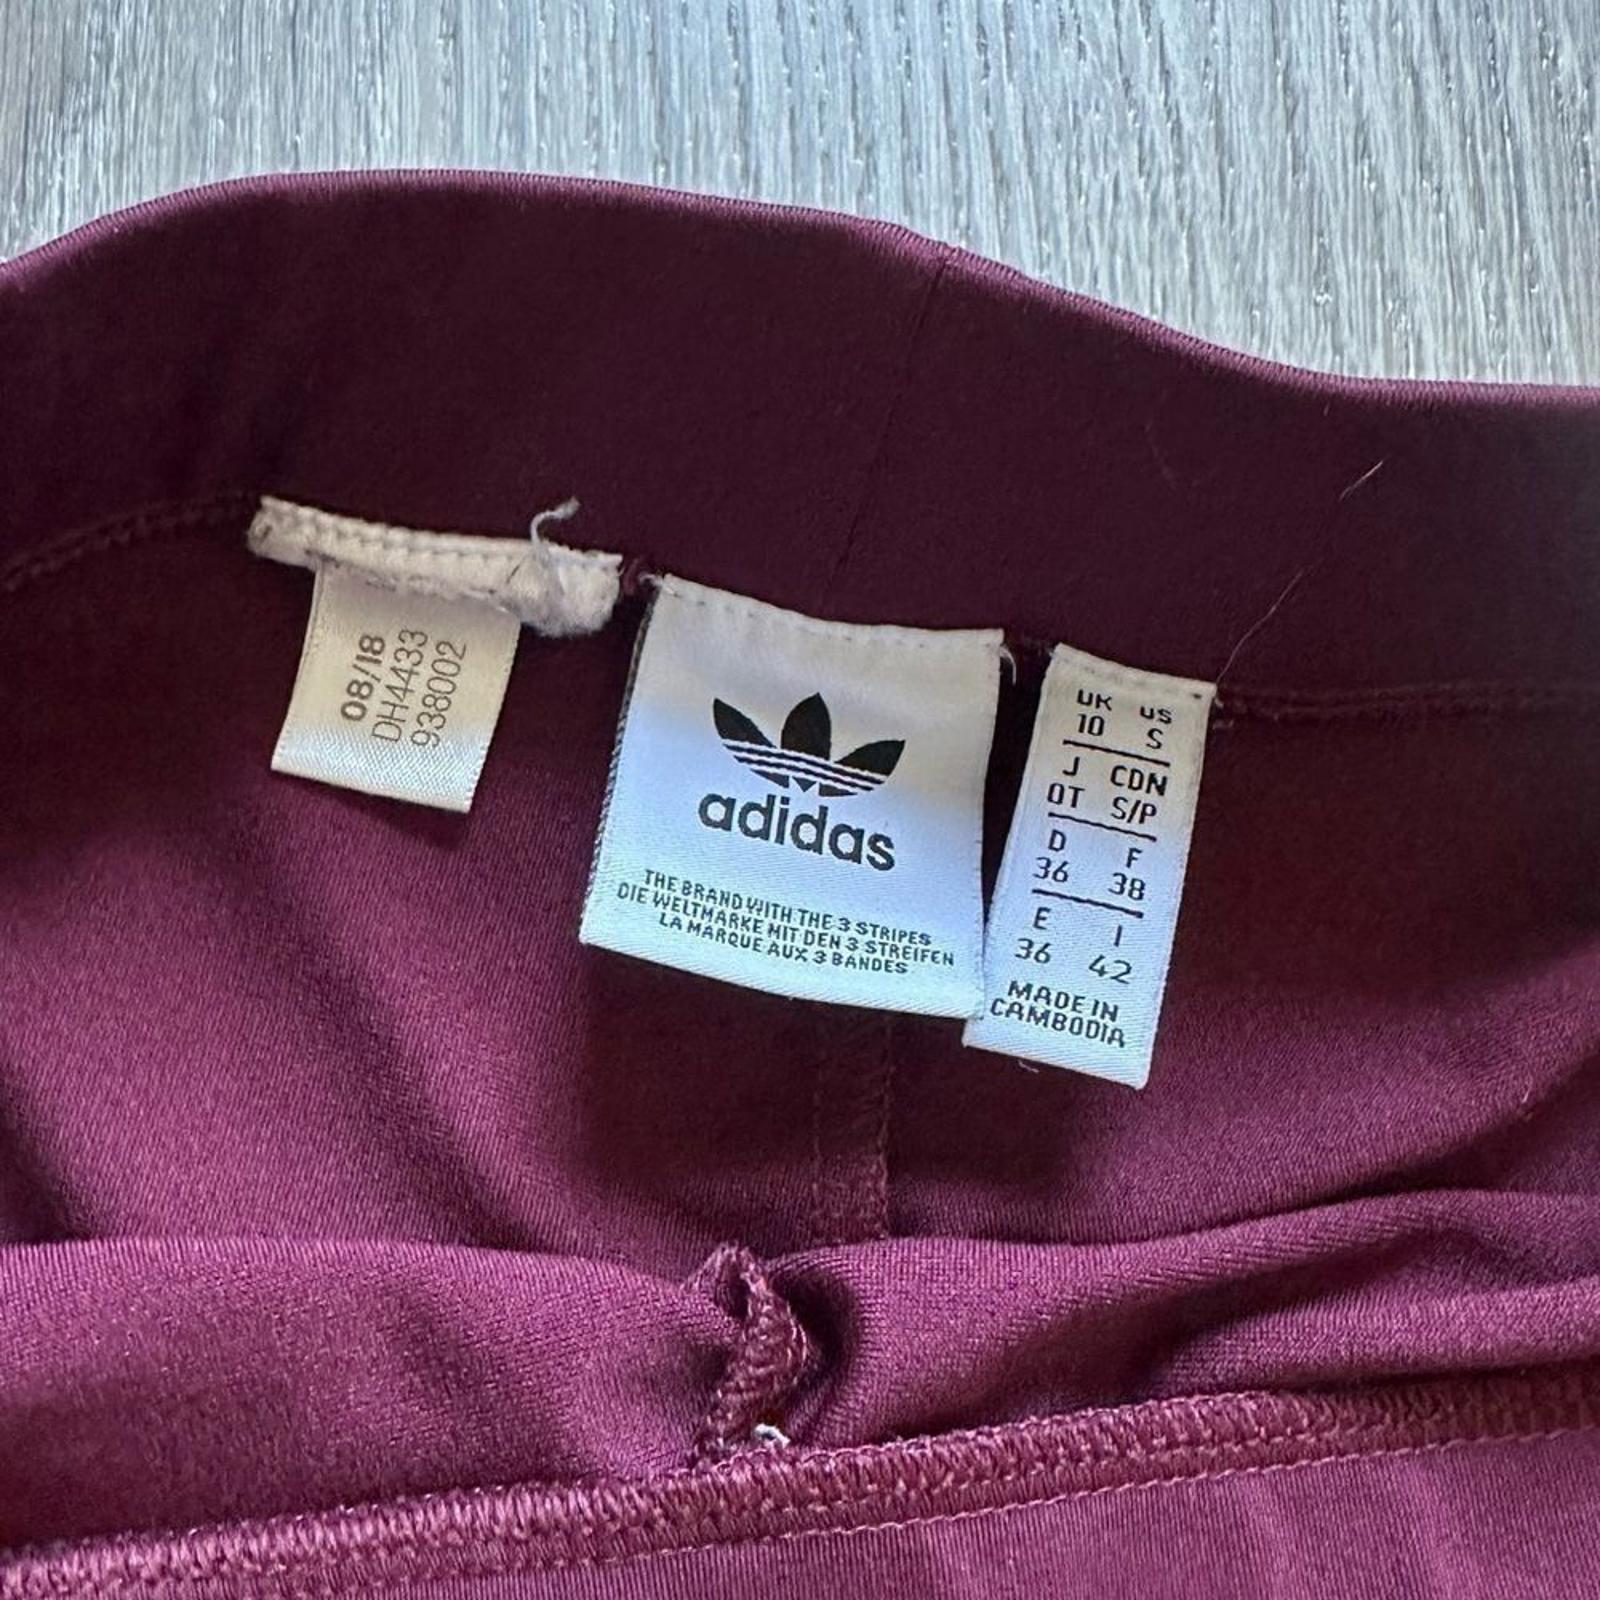 08/18
DH4433
938002
adidas
THE BRAND WITH THE 3 STRIPES
DIE WELTMARKE MIT DEN 3 STREIFEN
LA MARQUE AUX 3 BANDES
UK US
10 S
J CDN
OT S/P
D F
36 38
E I
36 42
MADE IN
CAMBODIA